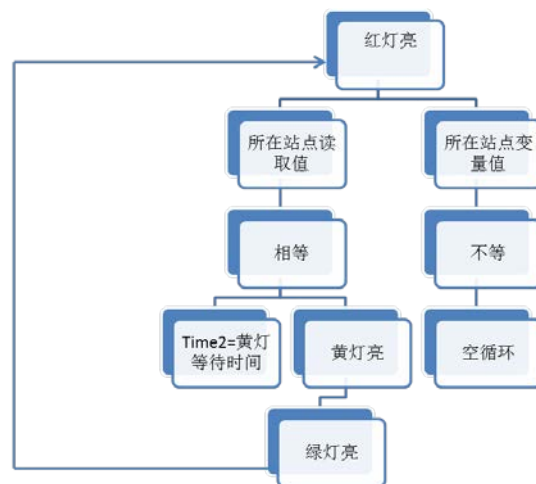 红灯亮
所在站点读
取值
所在站点变
量值
相等
不等
Time2=黄灯
等待时间
黄灯亮
空循环
绿灯亮